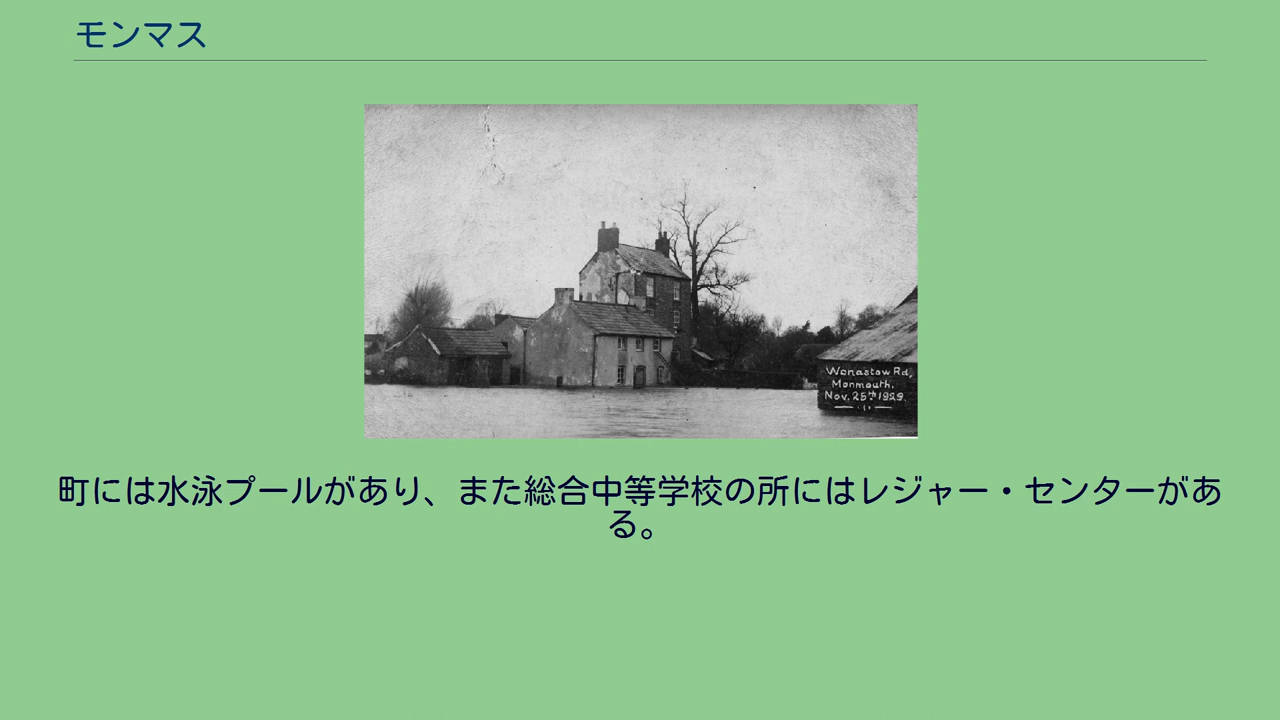 モンマス
Wonastow Rd,
Monmouth.
Nov. 25th 1929.
町には水泳プールがあり、また総合中等学校の所にはレジャー・センターがあ
る。